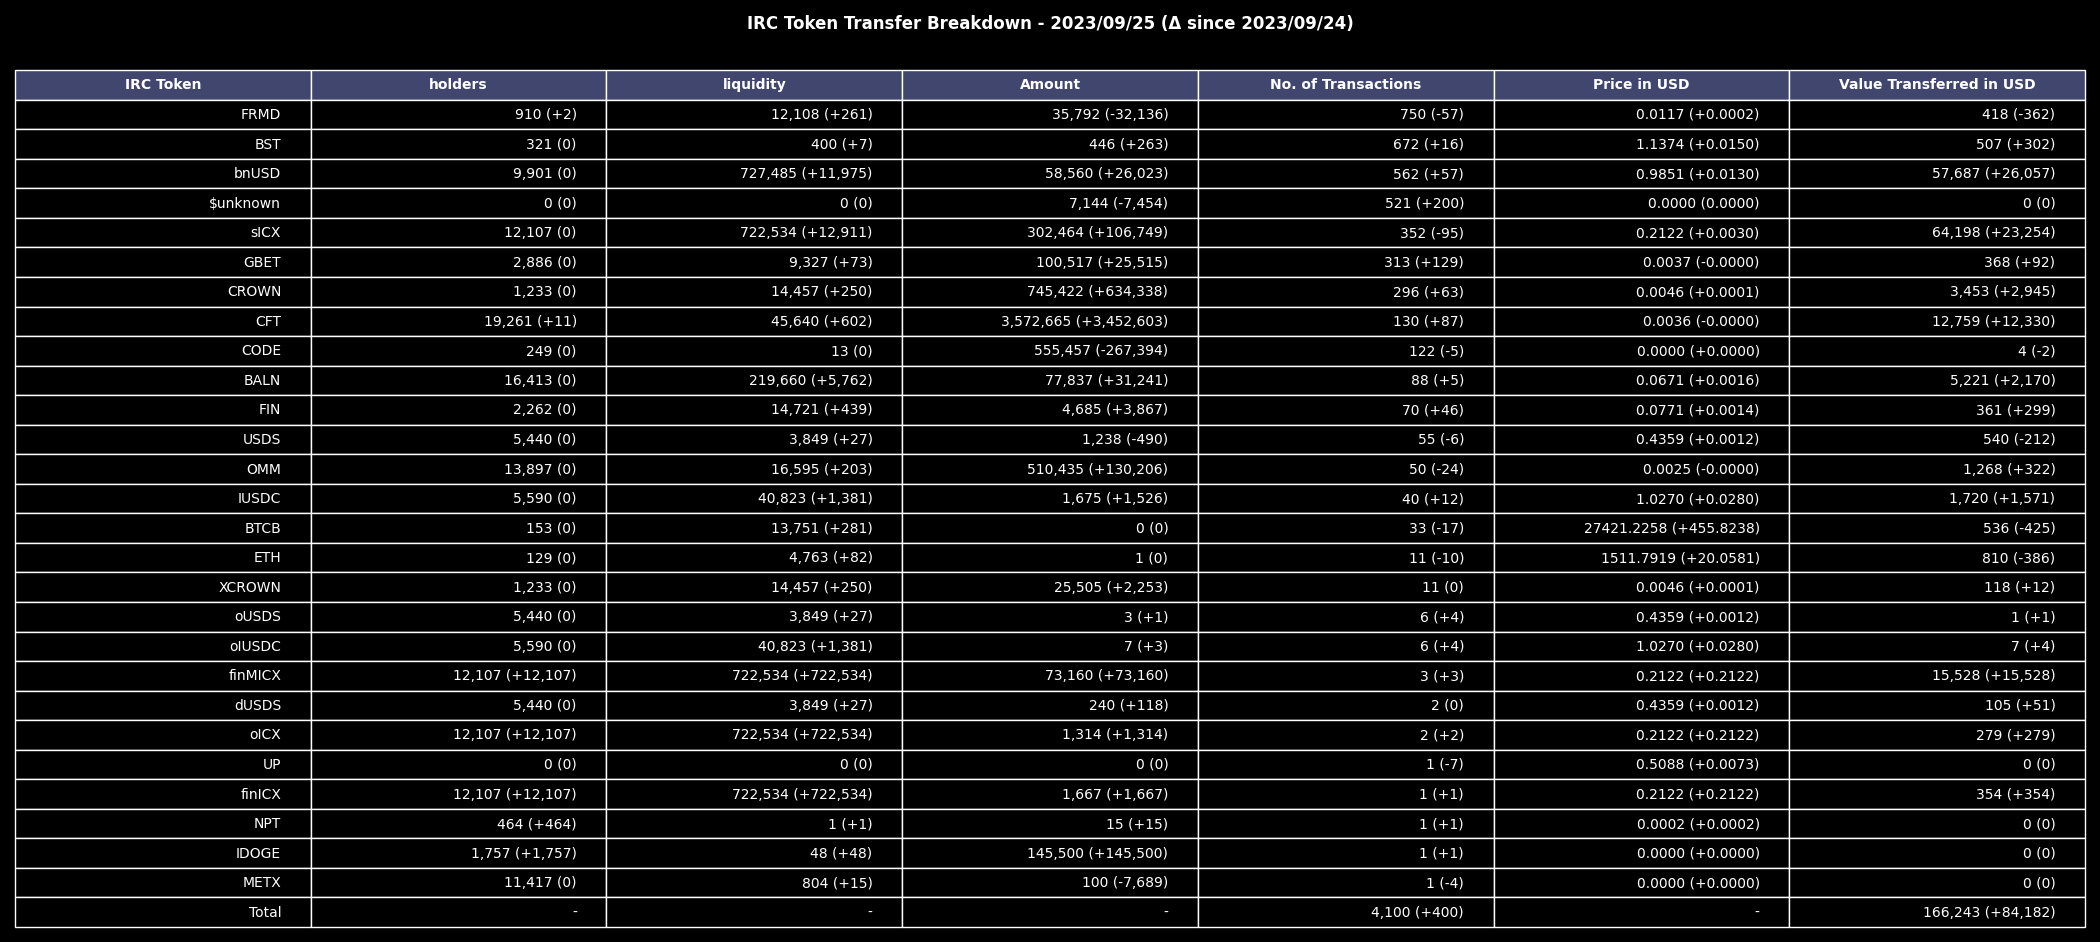 IRC Token Transfer Breakdown - 2023/09/25 (Δ since 2023/09/24)
IRC Token holders liquidity Amount No. of Transactions Price in USD Value Transferred in USD
FRMD 910 (+2) 12,108 (+261) 35,792 (-32,136) 750 (-57) 0.0117 (+0.0002) 418 (-362)
BST 321 (0) 400 (+7) 446 (+263) 672 (+16) 1.1374 (+0.0150) 507 (+302)
bnUSD 9,901 (0) 727,485 (+11,975) 58,560 (+26,023) 562 (+57) 0.9851 (+0.0130) 57,687 (+26,057)
$unknown 0 (0) 0 (0) 7,144 (-7,454) 521 (+200) 0.0000 (0.0000) 0 (0)
sICX 12,107 (0) 722,534 (+12,911) 302,464 (+106,749) 352 (-95) 0.2122 (+0.0030) 64,198 (+23,254)
GBET 2,886 (0) 9,327 (+73) 100,517 (+25,515) 313 (+129) 0.0037 (-0.0000) 368 (+92)
CROWN 1,233 (0) 14,457 (+250) 745,422 (+634,338) 296 (+63) 0.0046 (+0.0001) 3,453 (+2,945)
CFT 19,261 (+11) 45,640 (+602) 3,572,665 (+3,452,603) 130 (+87) 0.0036 (-0.0000) 12,759 (+12,330)
CODE 249 (0) 13 (0) 555,457 (-267,394) 122 (-5) 0.0000 (+0.0000) 4 (-2)
BALN 16,413 (0) 219,660 (+5,762) 77,837 (+31,241) 88 (+5) 0.0671 (+0.0016) 5,221 (+2,170)
FIN 2,262 (0) 14,721 (+439) 4,685 (+3,867) 70 (+46) 0.0771 (+0.0014) 361 (+299)
USDS 5,440 (0) 3,849 (+27) 1,238 (-490) 55 (-6) 0.4359 (+0.0012) 540 (-212)
OMM 13,897 (0) 16,595 (+203) 510,435 (+130,206) 50 (-24) 0.0025 (-0.0000) 1,268 (+322)
IUSDC 5,590 (0) 40,823 (+1,381) 1,675 (+1,526) 40 (+12) 1.0270 (+0.0280) 1,720 (+1,571)
BTCB 153 (0) 13,751 (+281) 0 (0) 33 (-17) 27421.2258 (+455.8238) 536 (-425)
ETH 129 (0) 4,763 (+82) 1 (0) 11 (-10) 1511.7919 (+20.0581) 810 (-386)
XCROWN 1,233 (0) 14,457 (+250) 25,505 (+2,253) 11 (0) 0.0046 (+0.0001) 118 (+12)
oUSDS 5,440 (0) 3,849 (+27) 3 (+1) 6 (+4) 0.4359 (+0.0012) 1 (+1)
oIUSDC 5,590 (0) 40,823 (+1,381) 7 (+3) 6 (+4) 1.0270 (+0.0280) 7 (+4)
finMICX 12,107 (+12,107) 722,534 (+722,534) 73,160 (+73,160) 3 (+3) 0.2122 (+0.2122) 15,528 (+15,528)
dUSDS 5,440 (0) 3,849 (+27) 240 (+118) 2 (0) 0.4359 (+0.0012) 105 (+51)
oICX 12,107 (+12,107) 722,534 (+722,534) 1,314 (+1,314) 2 (+2) 0.2122 (+0.2122) 279 (+279)
UP 0 (0) 0 (0) 0 (0) 1 (-7) 0.5088 (+0.0073) 0 (0)
finICX 12,107 (+12,107) 722,534 (+722,534) 1,667 (+1,667) 1 (+1) 0.2122 (+0.2122) 354 (+354)
NPT 464 (+464) 1 (+1) 15 (+15) 1 (+1) 0.0002 (+0.0002) 0 (0)
IDOGE 1,757 (+1,757) 48 (+48) 145,500 (+145,500) 1 (+1) 0.0000 (+0.0000) 0 (0)
METX 11,417 (0) 804 (+15) 100 (-7,689) 1 (-4) 0.0000 (+0.0000) 0 (0)
Total - - - 4,100 (+400) - 166,243 (+84,182)